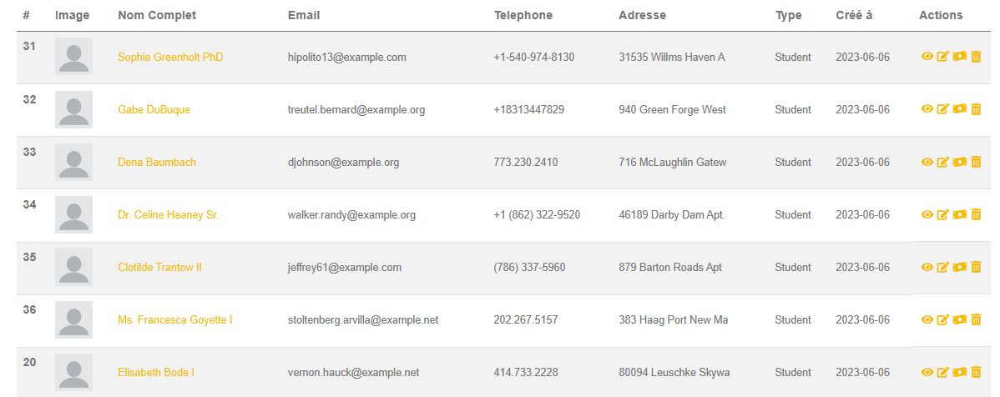 # Image Nom Complet Email Telephone Adresse Type Créé à Actions
31 Sophie Greenholt PhD hipolito13@example.com +1-540-974-8130 31535 Willms Haven A Student 2023-06-06
32 Gabe DuBuque treutel.bernard@example.org +18313447829 940 Green Forge West Student 2023-06-06
33 Dena Baumbach djohnson@example.org 773.230.2410 716 McLaughlin Gatew Student 2023-06-06
34 Dr. Celine Heaney Sr. walker.randy@example.org +1 (862) 322-9520 46189 Darby Dam Apt. Student 2023-06-06
35 Clotilde Trantow II jeffrey61@example.com (786) 337-5960 879 Barton Roads Apt Student 2023-06-06
36 Ms. Francesca Goyette I stoltenberg.arvilla@example.net 202.267.5157 383 Haag Port New Ma Student 2023-06-06
20 Elisabeth Bode I vernon.hauck@example.net 414.733.2228 80094 Leuschke Skywa Student 2023-06-06